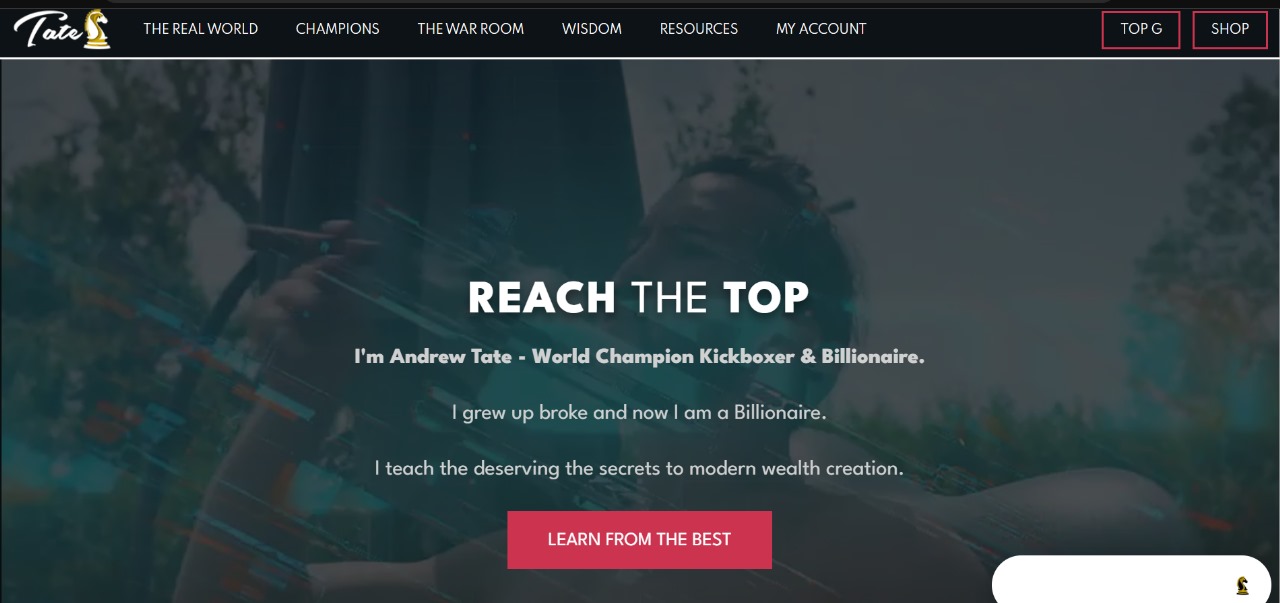 Tate
THE REAL WORLD
CHAMPIONS
THE WAR ROOM
WISDOM
RESOURCES
MY ACCOUNT
TOP G
SHOP
REACH THE TOP
I'm Andrew Tate - World Champion Kickboxer & Billionaire.
I grew up broke and now I am a Billionaire.
I teach the deserving the secrets to modern wealth creation.
LEARN FROM THE BEST